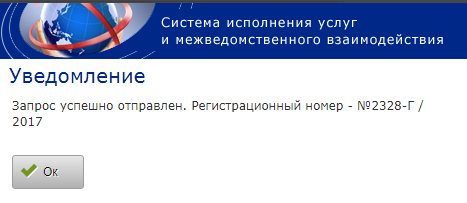 Система исполнения услуг
и межведомственного взаимодействия
Уведомление
Запрос успешно отправлен. Регистрационный номер - №2328-Г /
2017
Ок